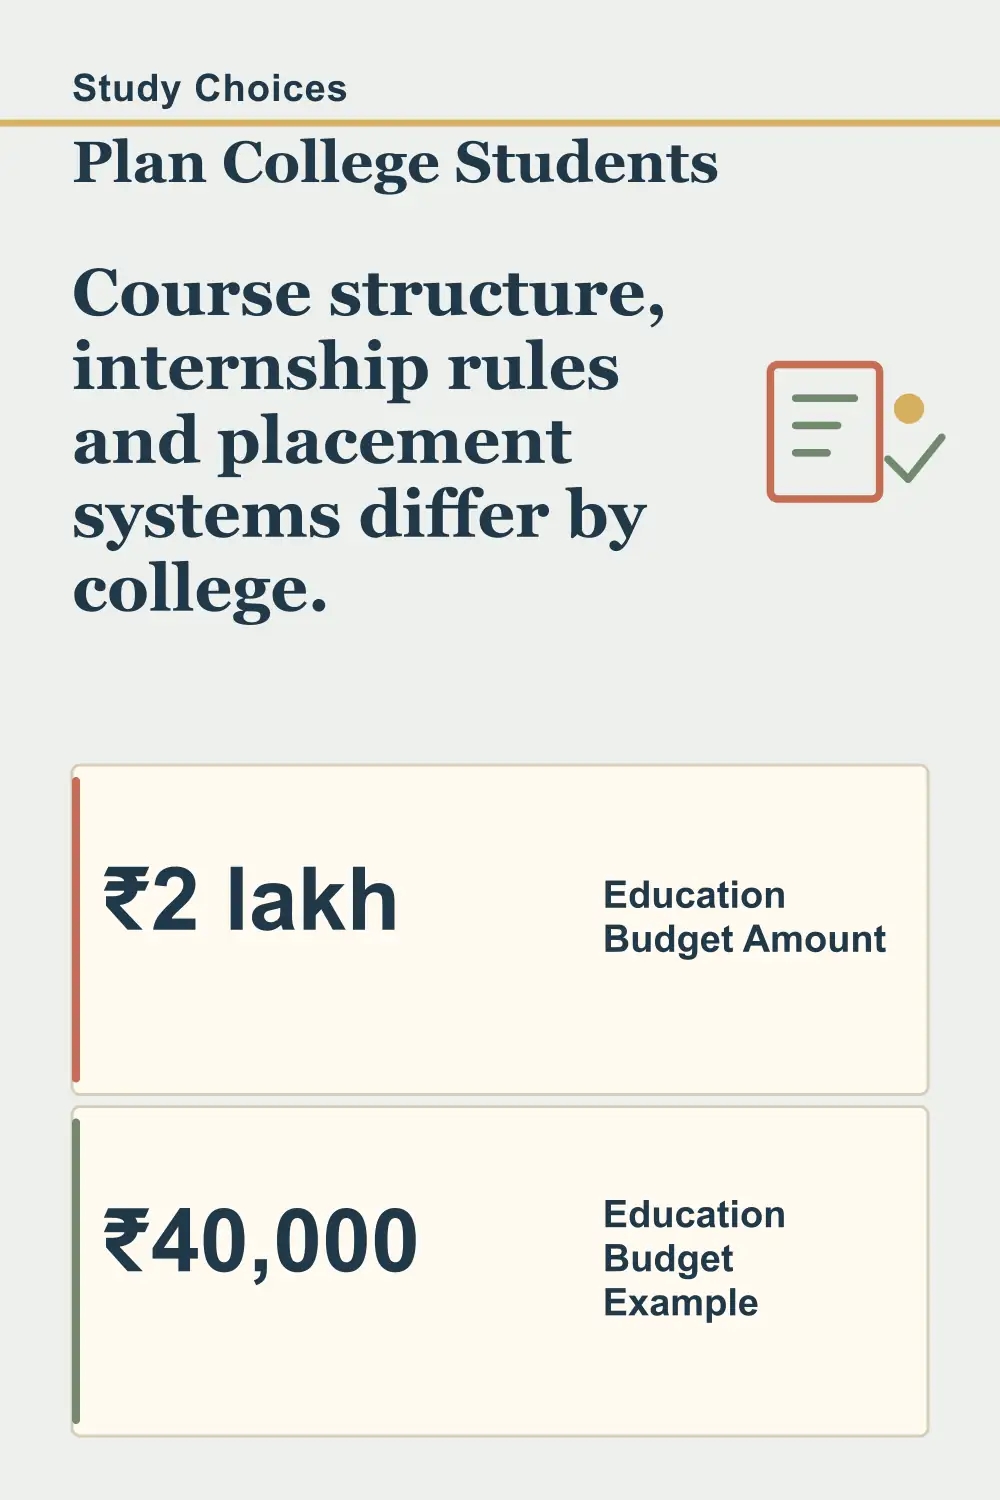 Study Choices
Plan College Students
Course structure,
internship rules
and placement
systems differ by
college.
₹2 lakh
Education
Budget Amount
₹40,000
Education
Budget
Example